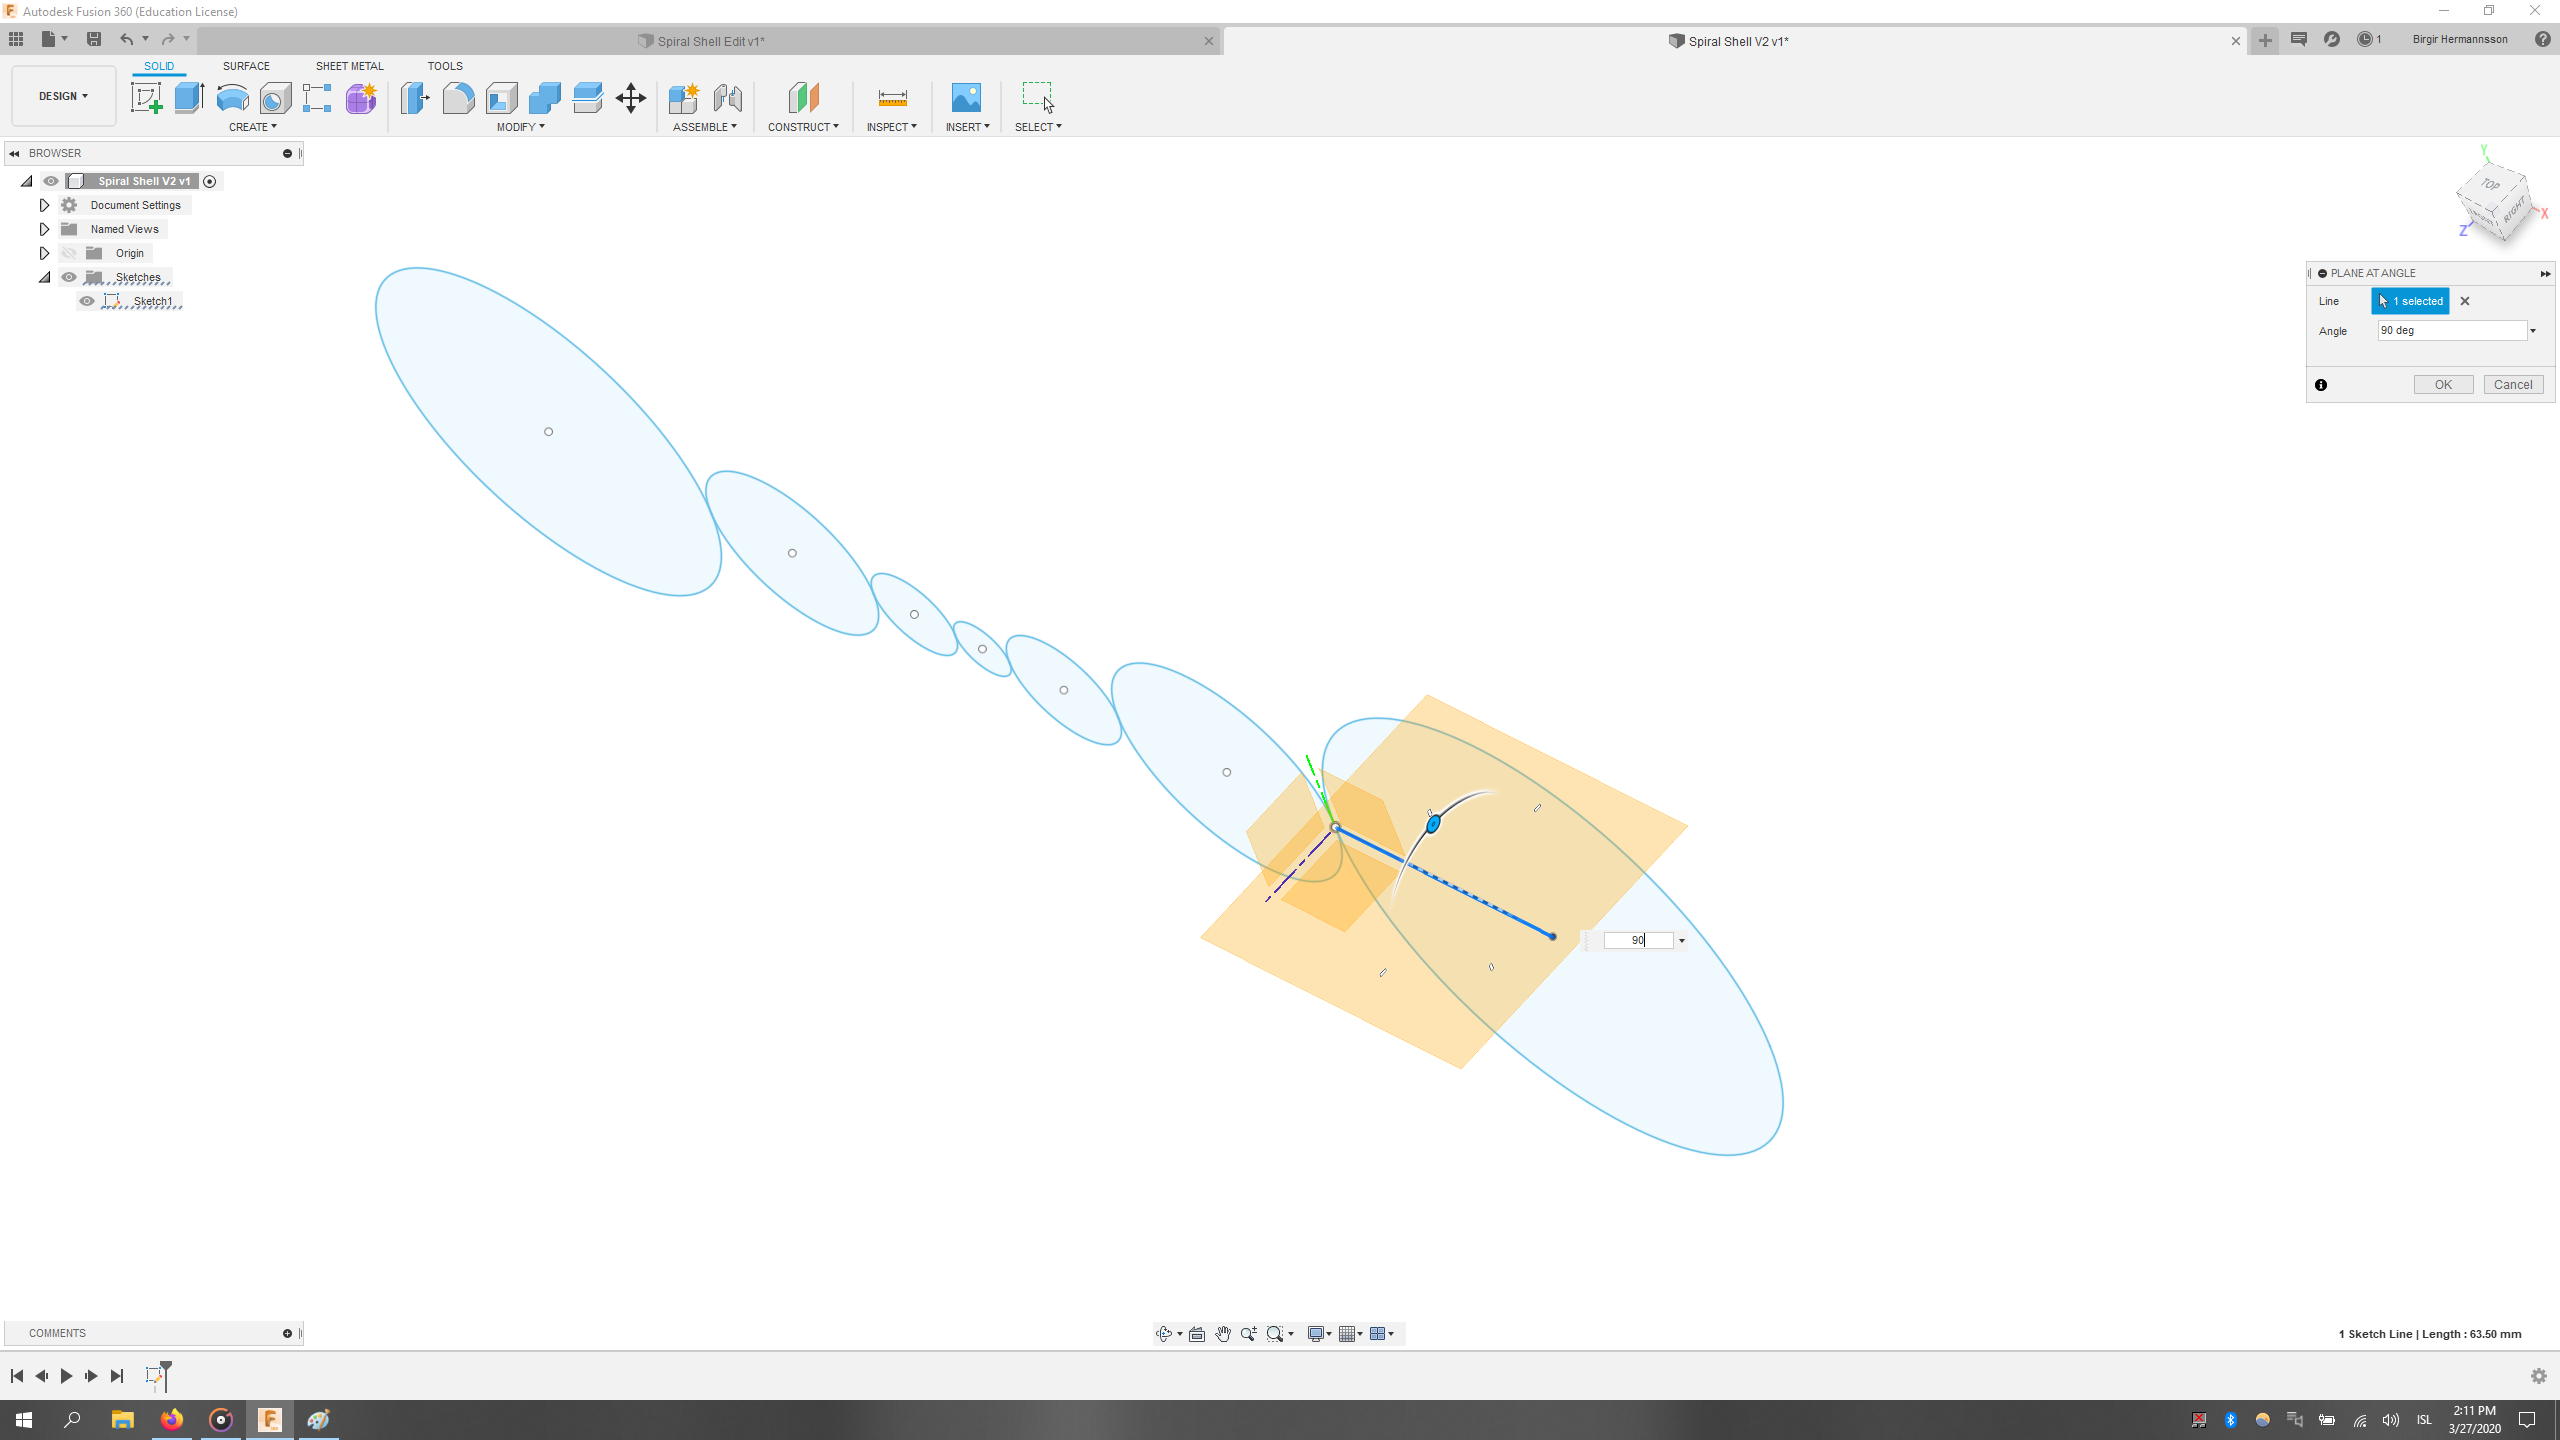 Autodesk Fusion 360 (Education License)
Spiral Shell Edit v1*
Spiral Shell V2 v1*
1
Birgir Hermannsson
DESIGN
SOLID
SURFACE
SHEET METAL
TOOLS
CREATE
MODIFY
ASSEMBLE
CONSTRUCT
INSPECT
INSERT
SELECT
BROWSER
Spiral Shell V2 v1
Document Settings
Named Views
Origin
Sketches
Sketch1
Y
TOP
RIGHT
X
Z
PLANE AT ANGLE
Line
1 selected
Angle
90 deg
OK
Cancel
90
COMMENTS
1 Sketch Line | Length : 63.50 mm
ISL
2:11 PM
3/27/2020